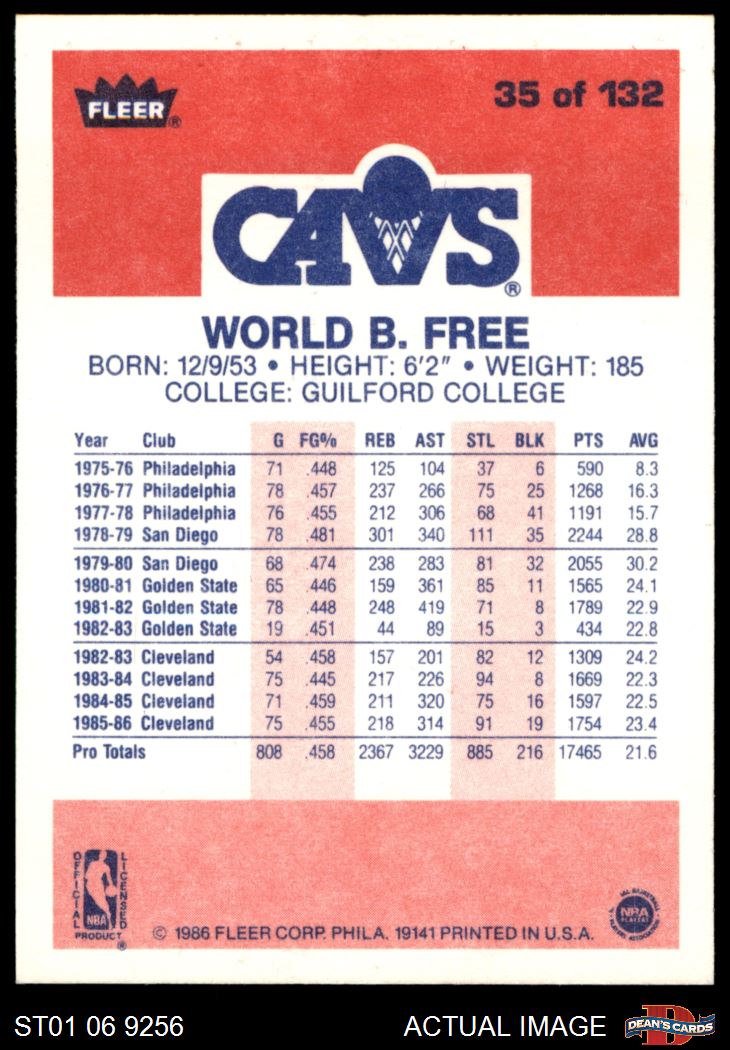 FLEER®
35 of 132
CAVS®
WORLD B. FREE
BORN: 12/9/53 • HEIGHT: 6'2" • WEIGHT: 185
COLLEGE: GUILFORD COLLEGE
Year Club G FG% REB AST STL BLK PTS AVG
1975-76 Philadelphia 71 .448 125 104 37 6 590 8.3
1976-77 Philadelphia 78 .457 237 266 75 25 1268 16.3
1977-78 Philadelphia 76 .455 212 306 68 41 1191 15.7
1978-79 San Diego 78 .481 301 340 111 35 2244 28.8
1979-80 San Diego 68 .474 238 283 81 32 2055 30.2
1980-81 Golden State 65 .446 159 361 85 11 1565 24.1
1981-82 Golden State 78 .448 248 419 71 8 1789 22.9
1982-83 Golden State 19 .451 44 89 15 3 434 22.8
1982-83 Cleveland 54 .458 157 201 82 12 1309 24.2
1983-84 Cleveland 75 .445 217 226 94 8 1669 22.3
1984-85 Cleveland 71 .459 211 320 75 16 1597 22.5
1985-86 Cleveland 75 .455 218 314 91 19 1754 23.4
Pro Totals 808 .458 2367 3229 885 216 17465 21.6
OFFICIAL
LICENSED
NBA
PRODUCT®
© 1986 FLEER CORP. PHILA. 19141 PRINTED IN U.S.A.
NBA
PLAYERS
ST01 06 9256
ACTUAL IMAGE
D
DEAN'S CARDS